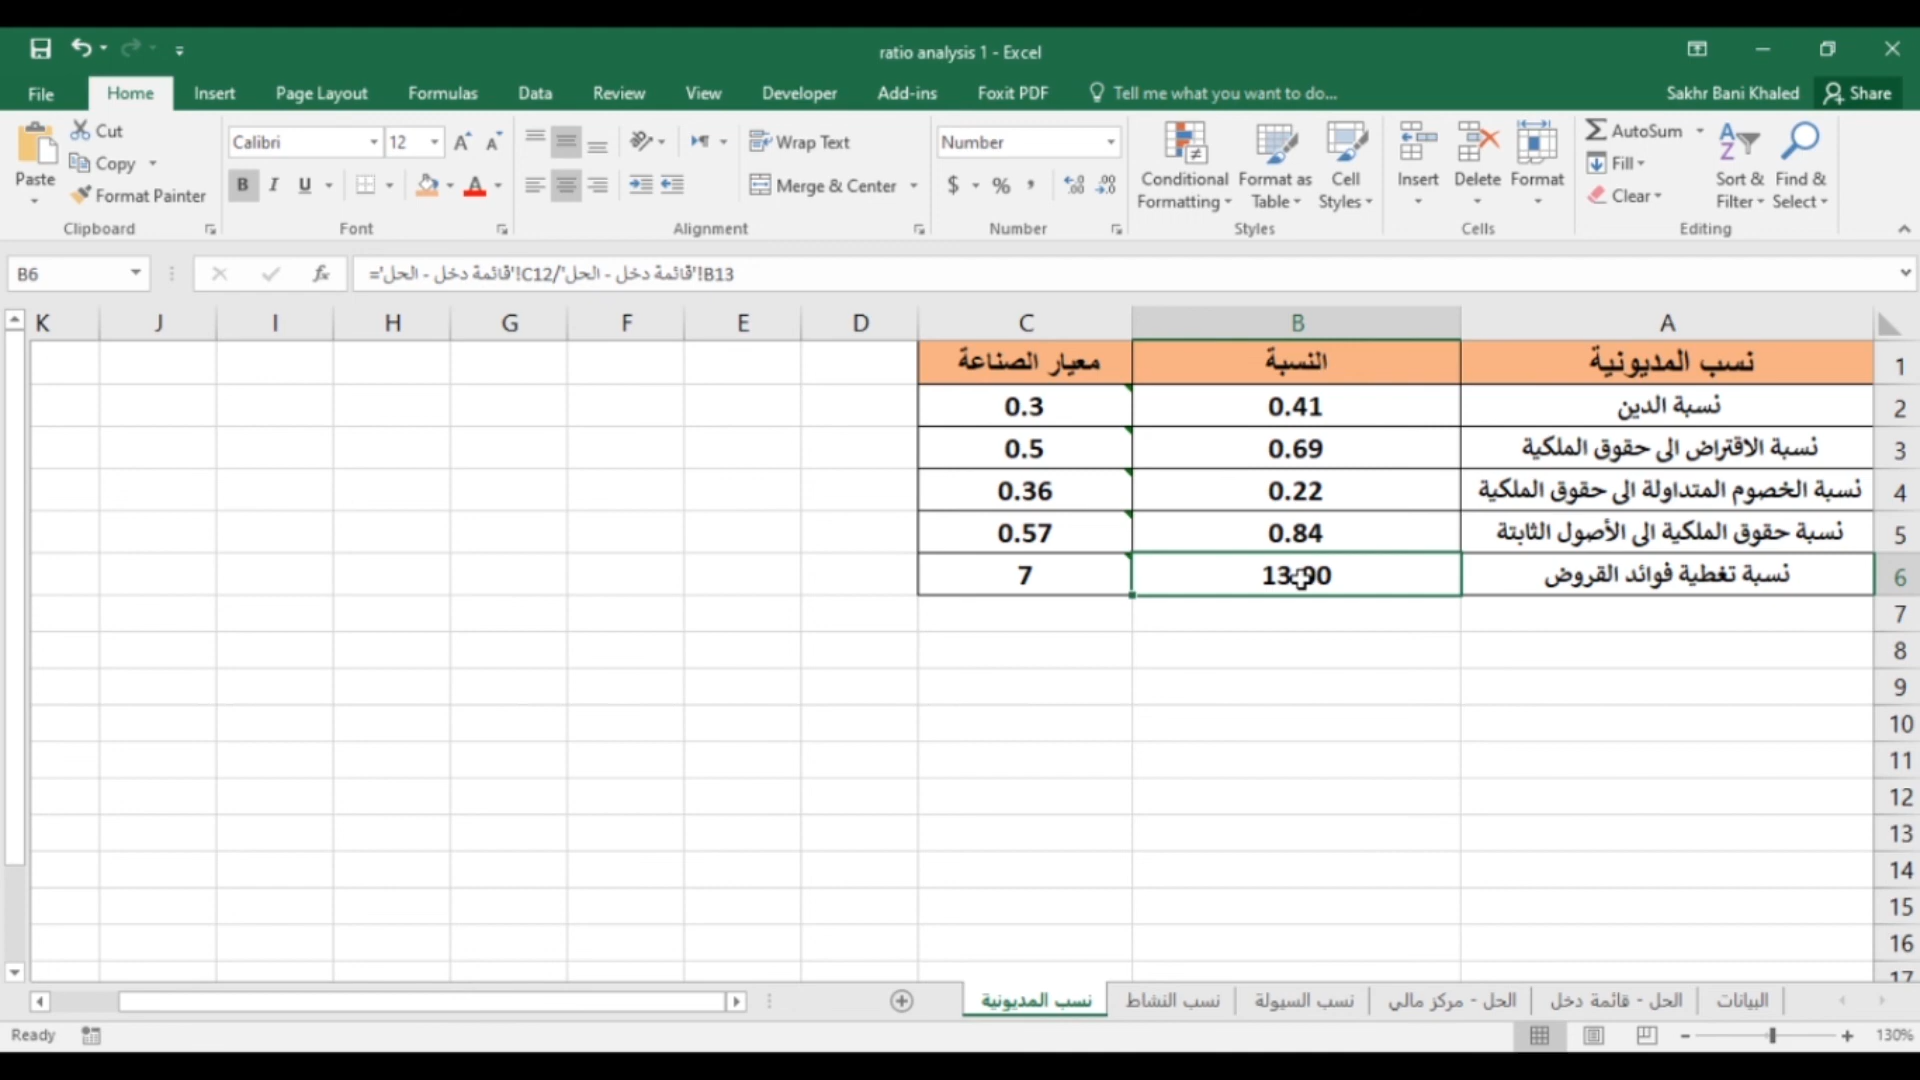 ratio analysis 1 - Excel
File Home Insert Page Layout Formulas Data Review View Developer Add-ins Foxit PDF Tell me what you want to do... Sakhr Bani Khaled Share
Paste
Cut
Copy
Format Painter
Clipboard
Calibri 12
B I U
Font
Wrap Text
Merge & Center
Alignment
Number
$ % ,
Number
Conditional Formatting
Format as Table
Cell Styles
Styles
Insert Delete Format
Cells
AutoSum
Fill
Clear
Sort & Filter
Find & Select
Editing
B6
fx
='قائمة دخل - الحل'!C12/'قائمة دخل - الحل'!B13
K J I H G F E D C B A
1 نسب المديونية النسبة معيار الصناعة
2 نسبة الدين 0.41 0.3
3 نسبة الاقتراض الى حقوق الملكية 0.69 0.5
4 نسبة الخصوم المتداولة الى حقوق الملكية 0.22 0.36
5 نسبة حقوق الملكية الى الأصول الثابتة 0.84 0.57
6 نسبة تغطية فوائد القروض 7
7
8
9
10
11
12
13
14
15
16
17
البيانات الحل - قائمة دخل الحل - مركز مالي نسب السيولة نسب النشاط نسب المديونية
Ready
130%